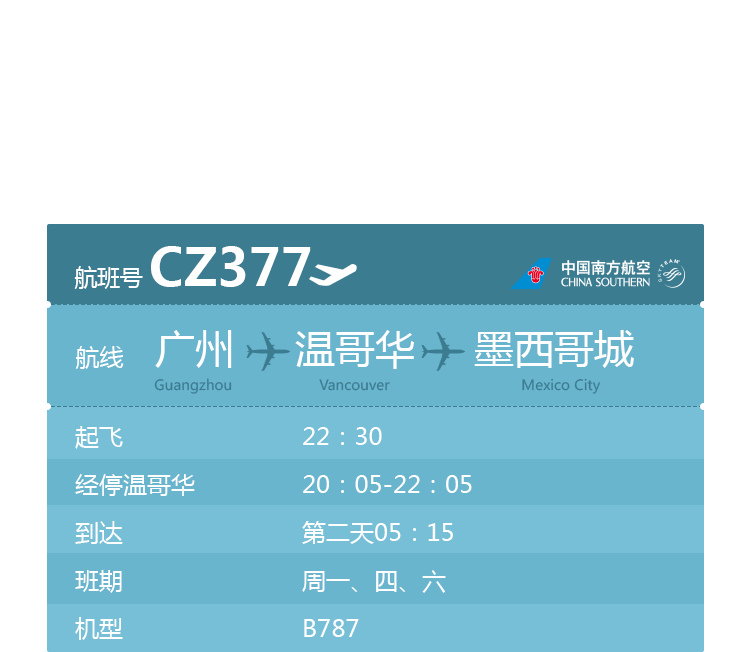 航班号 CZ377
中国南方航空
CHINA SOUTHERN
SKYTEAM
航线 广州 温哥华 墨西哥城
Guangzhou Vancouver Mexico City
起飞 22：30
经停温哥华 20：05-22：05
到达 第二天05：15
班期 周一、四、六
机型 B787